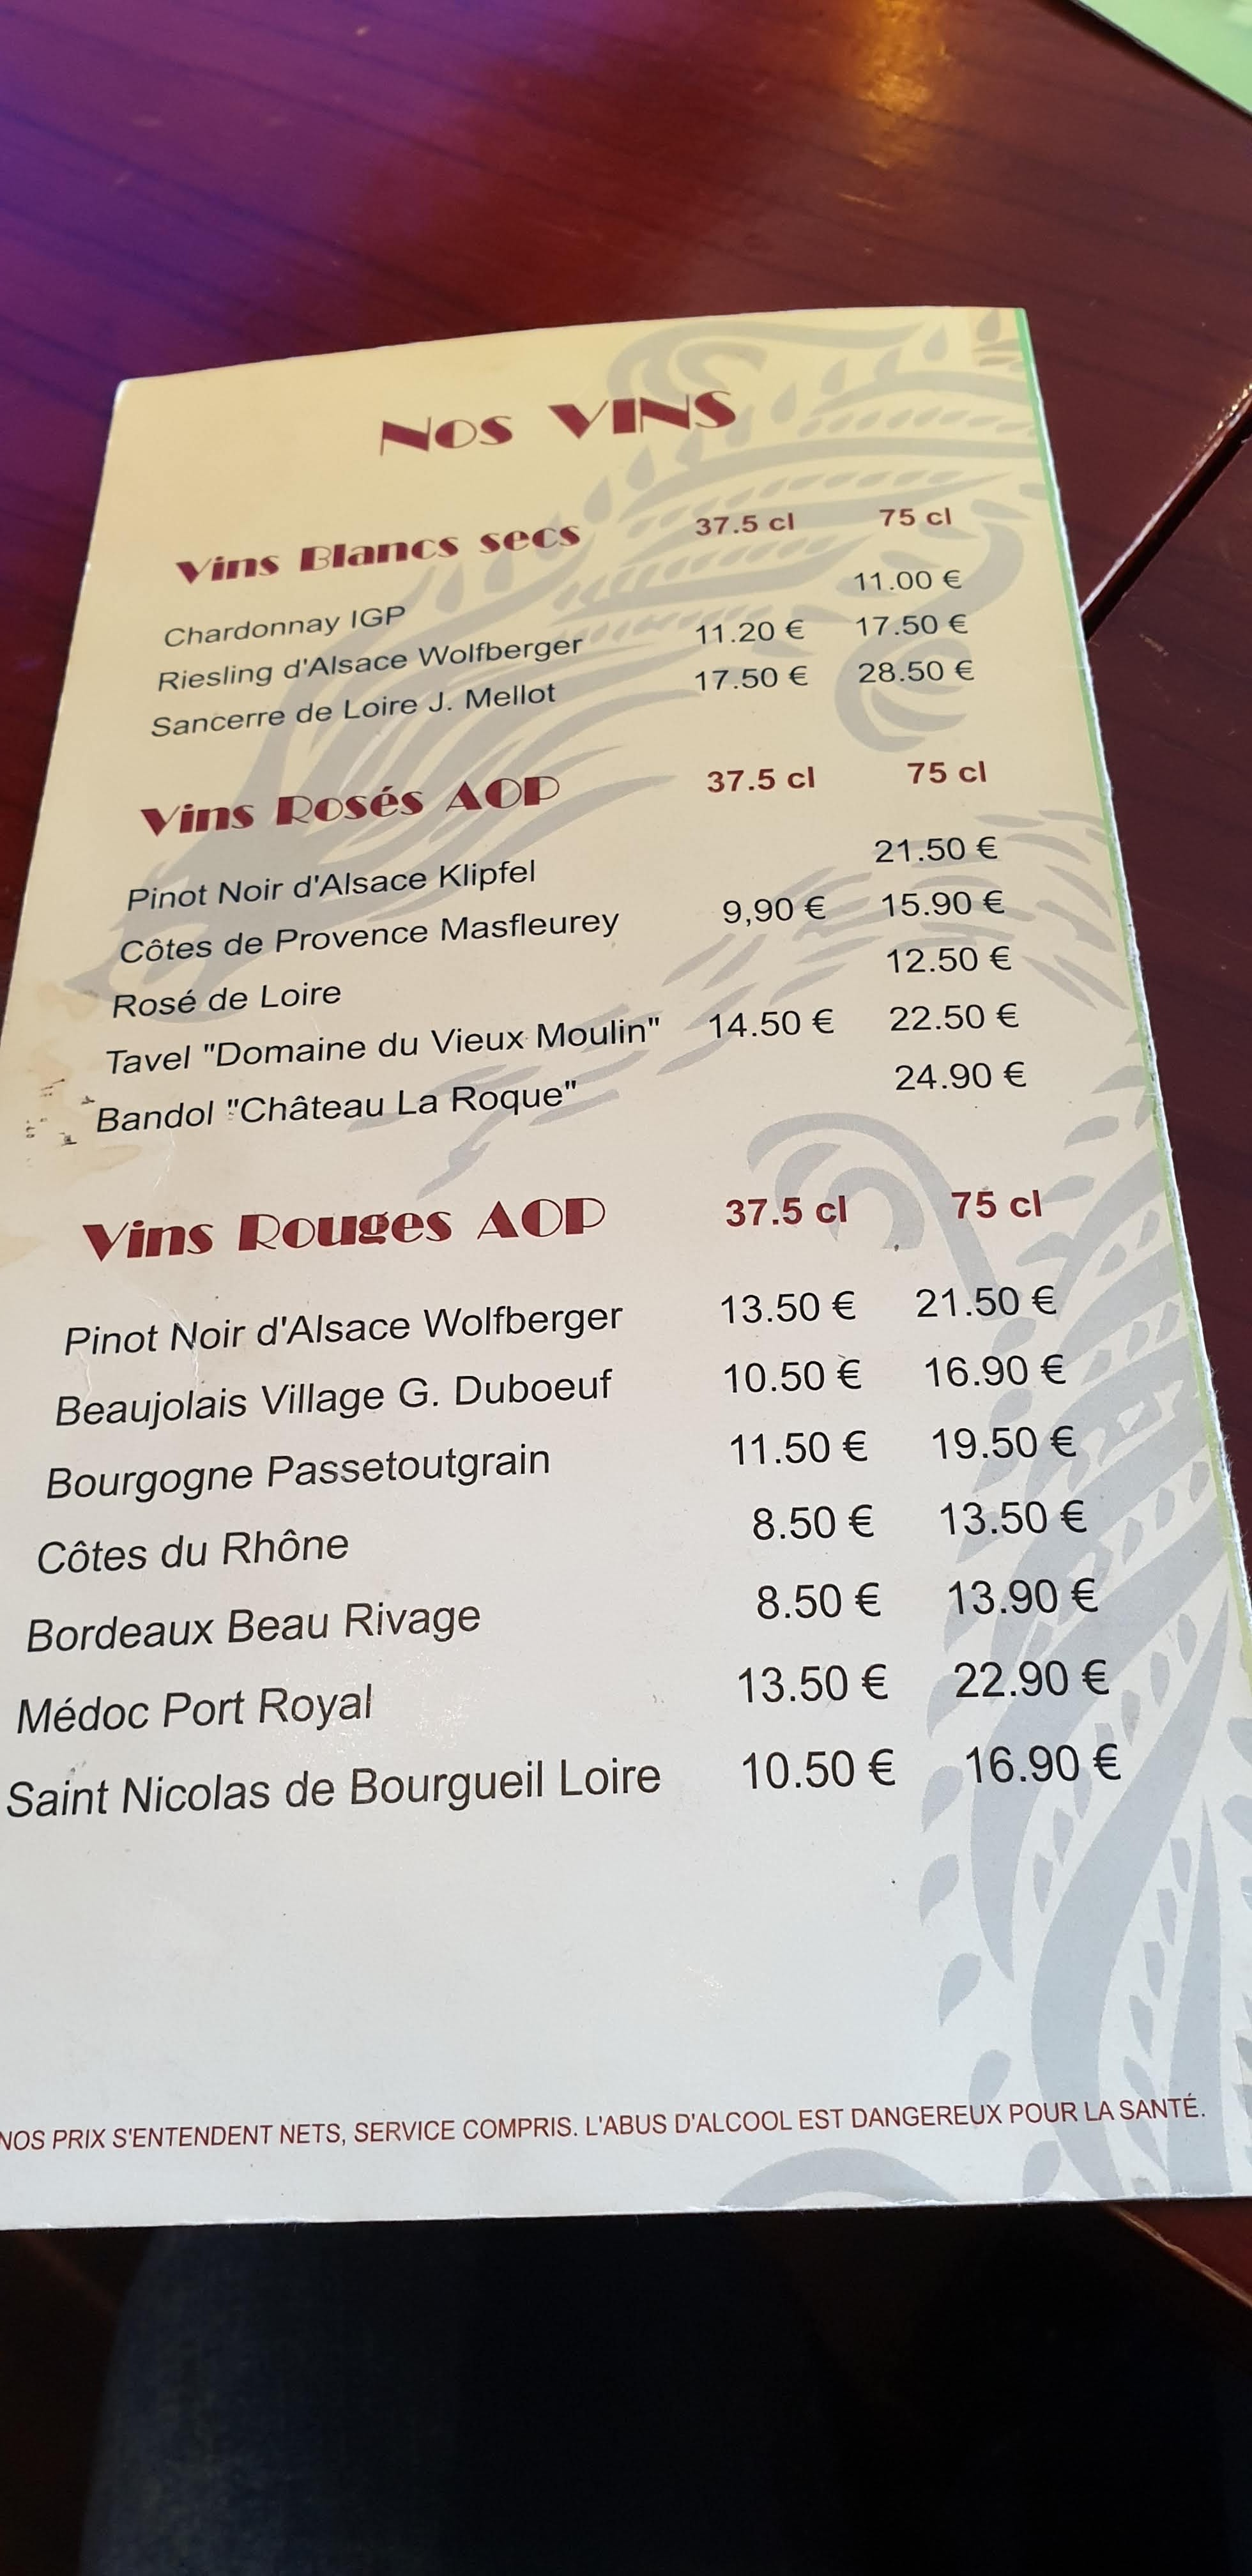 NOS VINS
Vins Blancs secs 37.5 cl 75 cl
Chardonnay IGP 11.00 €
Riesling d'Alsace Wolfberger 11.20 € 17.50 €
Sancerre de Loire J. Mellot 17.50 € 28.50 €
Vins Rosés AOP 37.5 cl 75 cl
Pinot Noir d'Alsace Klipfel 21.50 €
Côtes de Provence Masfleurey 9,90 € 15.90 €
Rosé de Loire 12.50 €
Tavel "Domaine du Vieux Moulin" 14.50 € 22.50 €
Bandol "Château La Roque" 24.90 €
Vins Rouges AOP 37.5 cl 75 cl
Pinot Noir d'Alsace Wolfberger 13.50 € 21.50 €
Beaujolais Village G. Duboeuf 10.50 € 16.90 €
Bourgogne Passetoutgrain 11.50 € 19.50 €
Côtes du Rhône 8.50 € 13.50 €
Bordeaux Beau Rivage 8.50 € 13.90 €
Médoc Port Royal 13.50 € 22.90 €
Saint Nicolas de Bourgueil Loire 10.50 € 16.90 €
NOS PRIX S'ENTENDENT NETS, SERVICE COMPRIS. L'ABUS D'ALCOOL EST DANGEREUX POUR LA SANTÉ.